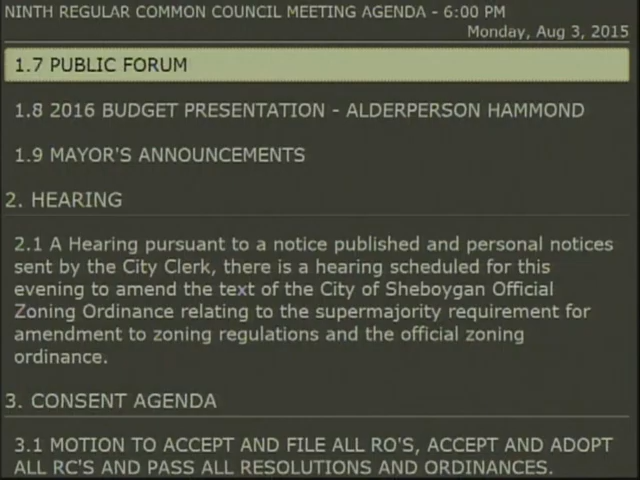 NINTH REGULAR COMMON COUNCIL MEETING AGENDA - 6:00 PM
Monday, Aug 3, 2015
1.7 PUBLIC FORUM
1.8 2016 BUDGET PRESENTATION - ALDERPERSON HAMMOND
1.9 MAYOR'S ANNOUNCEMENTS
2. HEARING
2.1 A Hearing pursuant to a notice published and personal notices
sent by the City Clerk, there is a hearing scheduled for this
evening to amend the text of the City of Sheboygan Official
Zoning Ordinance relating to the supermajority requirement for
amendment to zoning regulations and the official zoning
ordinance.
3. CONSENT AGENDA
3.1 MOTION TO ACCEPT AND FILE ALL RO'S, ACCEPT AND ADOPT
ALL RC'S AND PASS ALL RESOLUTIONS AND ORDINANCES.